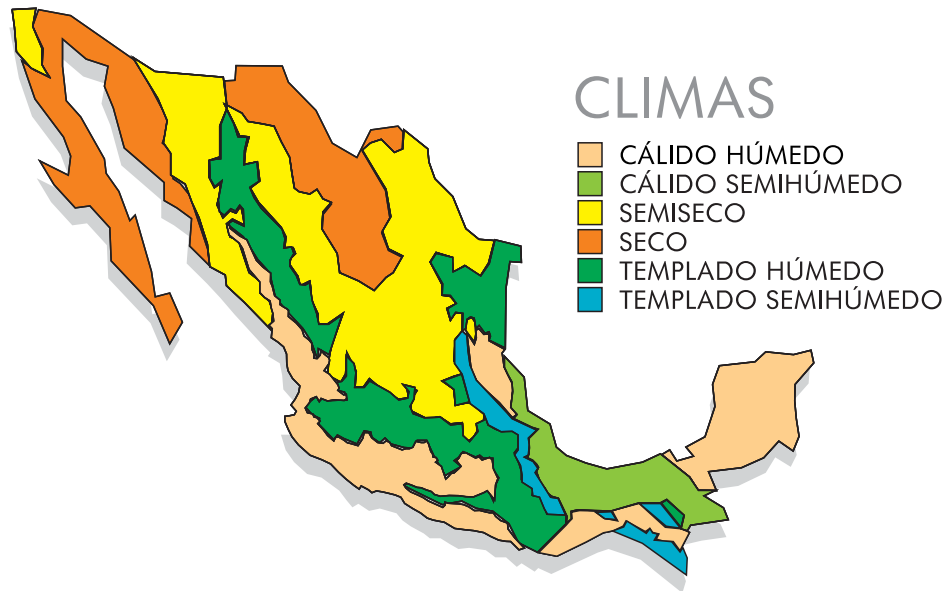 CLIMAS
CÁLIDO HÚMEDO
CÁLIDO SEMIHÚMEDO
SEMISECO
SECO
TEMPLADO HÚMEDO
TEMPLADO SEMIHÚMEDO